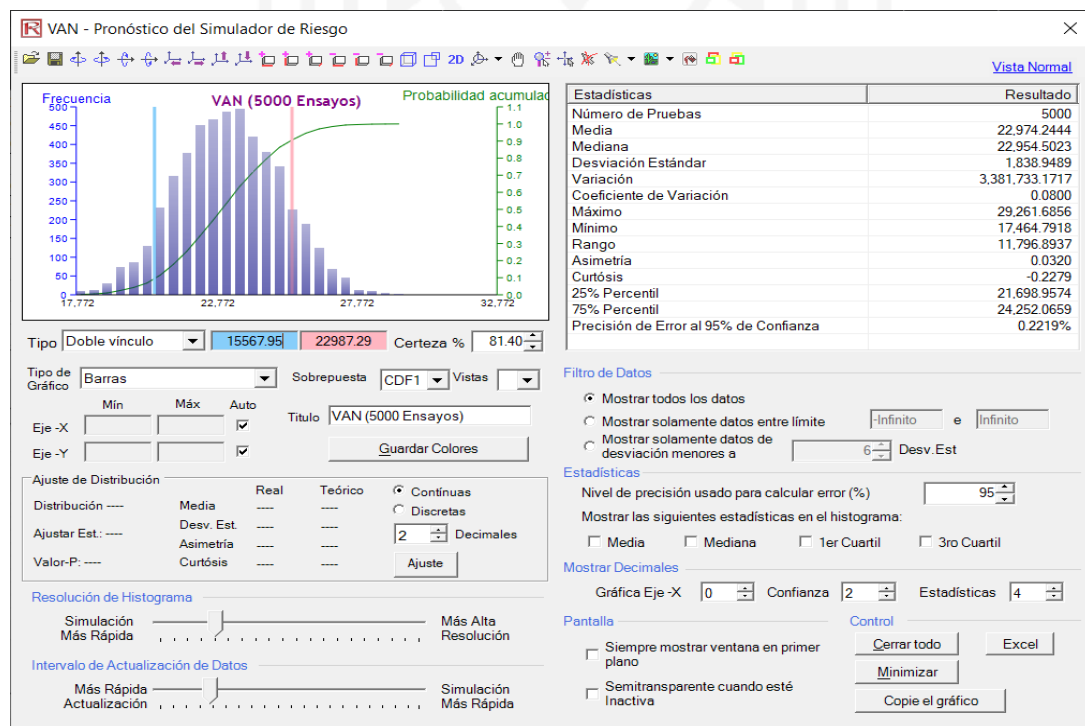 VAN - Pronóstico del Simulador de Riesgo
2D
Vista Normal
Frecuencia
VAN (5000 Ensayos)
Probabilidad acumulad
500
450
400
350
300
250
200
150
100
50
0
1.1
1.0
0.9
0.8
0.7
0.6
0.5
0.4
0.3
0.2
0.1
0.0
17,772 22,772 27,772 32,772
Tipo Doble vínculo 15567.95 22987.29 Certeza % 81.40
Tipo de Gráfico Barras Sobrepuesta CDF1 Vistas
Mín Máx Auto
Eje -X
Eje -Y
Titulo VAN (5000 Ensayos)
Guardar Colores
Ajuste de Distribución
Real Teórico
Distribución ---- Media ---- ----
Ajustar Est.: ---- Desv. Est. ---- ----
Asimetría ---- ----
Valor-P: ---- Curtósis ---- ----
Contínuas
Discretas
2 Decimales
Ajuste
Resolución de Histograma
Simulación Más Rápida
Más Alta Resolución
Intervalo de Actualización de Datos
Más Rápida Actualización
Simulación Más Rápida
Estadísticas Resultado
Número de Pruebas 5000
Media 22,974.2444
Mediana 22,954.5023
Desviación Estándar 1,838.9489
Variación 3,381,733.1717
Coeficiente de Variación 0.0800
Máximo 29,261.6856
Mínimo 17,464.7918
Rango 11,796.8937
Asimetría 0.0320
Curtósis -0.2279
25% Percentil 21,698.9574
75% Percentil 24,252.0659
Precisión de Error al 95% de Confianza 0.2219%
Filtro de Datos
Mostrar todos los datos
Mostrar solamente datos entre límite -Infinito e Infinito
Mostrar solamente datos de
desviación menores a 6 Desv.Est
Estadísticas
Nivel de precisión usado para calcular error (%) 95
Mostrar las siguientes estadísticas en el histograma:
Media Mediana 1er Cuartil 3ro Cuartil
Mostrar Decimales
Gráfica Eje -X 0 Confianza 2 Estadísticas 4
Pantalla
Siempre mostrar ventana en primer
plano
Semitransparente cuando esté
Inactiva
Control
Cerrar todo Excel
Minimizar
Copie el gráfico